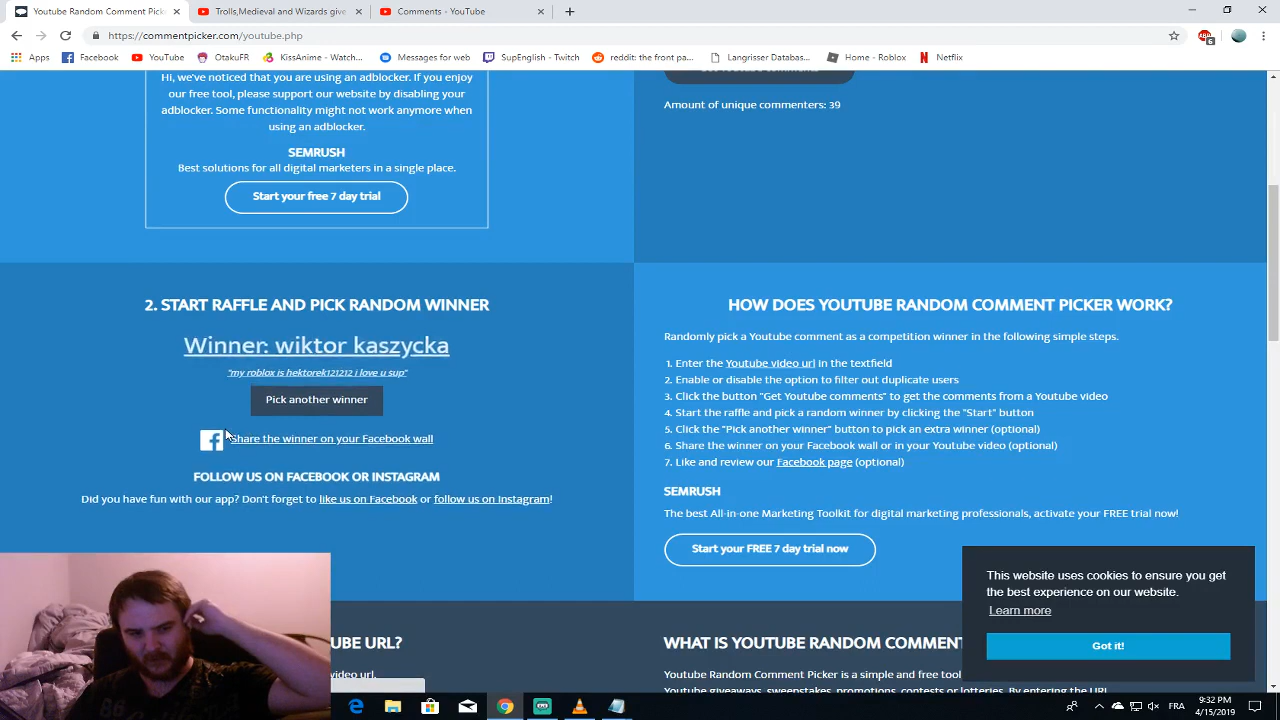 Youtube Random Comment Pick
Trolls,Medieval and Wizards give
Comments - YouTube
https://commentpicker.com/youtube.php
Apps
Facebook
YouTube
OtakuFR
KissAnime - Watch...
Messages for web
SupEnglish - Twitch
reddit: the front pa...
Langrisser Databas...
Home - Roblox
Netflix
Hi, we've noticed that you are using an adblocker. If you enjoy
our free tool, please support our website by disabling your
adblocker. Some functionality might not work anymore when
using an adblocker.
SEMRUSH
Best solutions for all digital marketers in a single place.
Start your free 7 day trial
Amount of unique commenters: 39
2. START RAFFLE AND PICK RANDOM WINNER
Winner: wiktor kaszycka
"my roblox is hektorek121212 i love u sup"
Pick another winner
Share the winner on your Facebook wall
FOLLOW US ON FACEBOOK OR INSTAGRAM
Did you have fun with our app? Don't forget to like us on Facebook or follow us on Instagram!
HOW DOES YOUTUBE RANDOM COMMENT PICKER WORK?
Randomly pick a Youtube comment as a competition winner in the following simple steps.
1. Enter the Youtube video url in the textfield
2. Enable or disable the option to filter out duplicate users
3. Click the button "Get Youtube comments" to get the comments from a Youtube video
4. Start the raffle and pick a random winner by clicking the "Start" button
5. Click the "Pick another winner" button to pick an extra winner (optional)
6. Share the winner on your Facebook wall or in your Youtube video (optional)
7. Like and review our Facebook page (optional)
SEMRUSH
The best All-in-one Marketing Toolkit for digital marketing professionals, activate your FREE trial now!
Start your FREE 7 day trial now
This website uses cookies to ensure you get
the best experience on our website.
Learn more
Got it!
UBE URL?
video url.
WHAT IS YOUTUBE RANDOM COMMENT
Youtube Random Comment Picker is a simple and free tool
Youtube giveaways, sweepstakes, promotions, contests or lotteries. By entering the URL
FRA
9:32 PM
4/15/2019